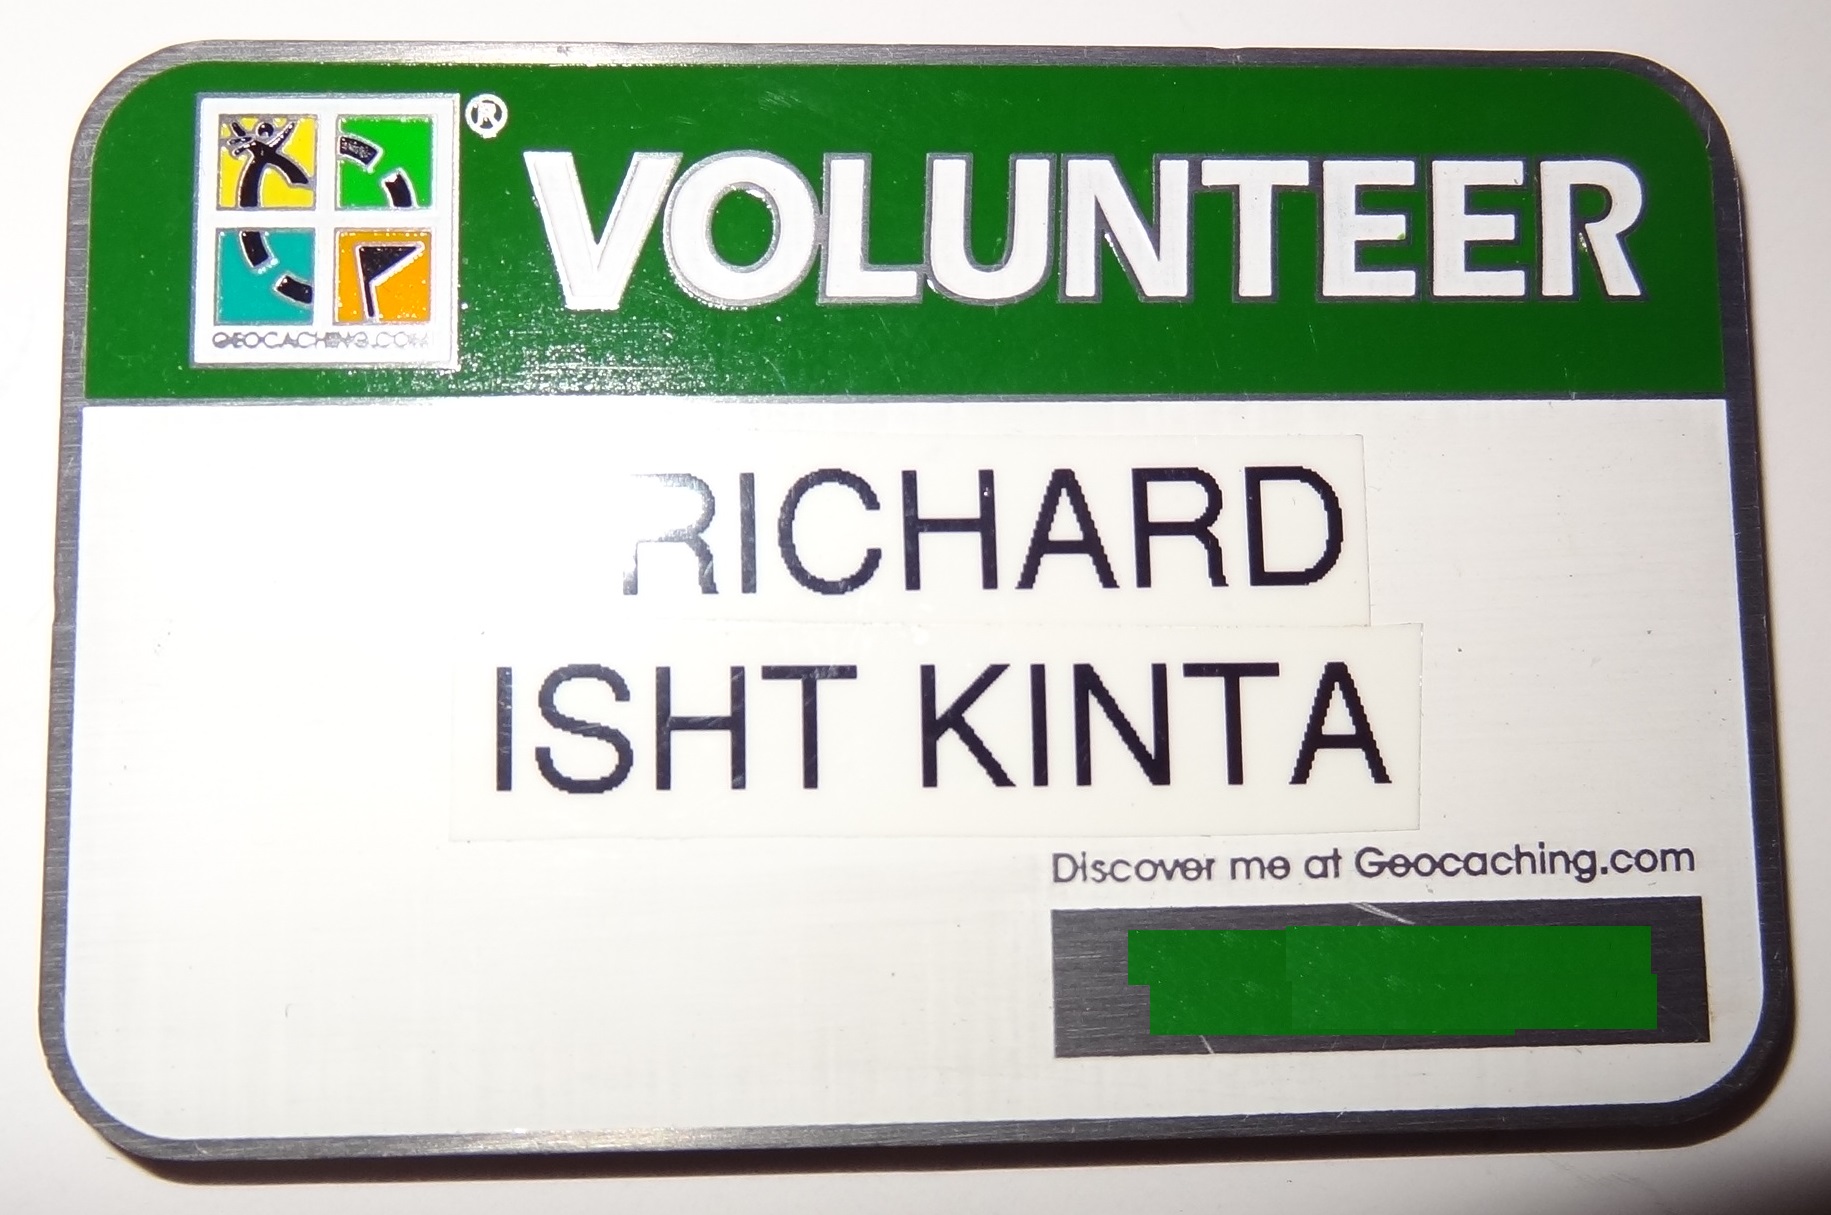 ® VOLUNTEER
GEOCACHING.COM
RICHARD
ISHT KINTA
Discover me at Geocaching.com